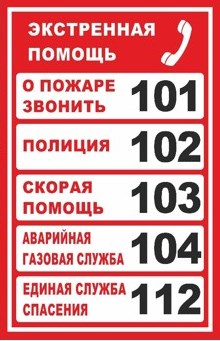 ЭКСТРЕННАЯ
ПОМОЩЬ
О ПОЖАРЕ
ЗВОНИТЬ 101
ПОЛИЦИЯ 102
СКОРАЯ
ПОМОЩЬ 103
АВАРИЙНАЯ
ГАЗОВАЯ СЛУЖБА 104
ЕДИНАЯ СЛУЖБА
СПАСЕНИЯ 112